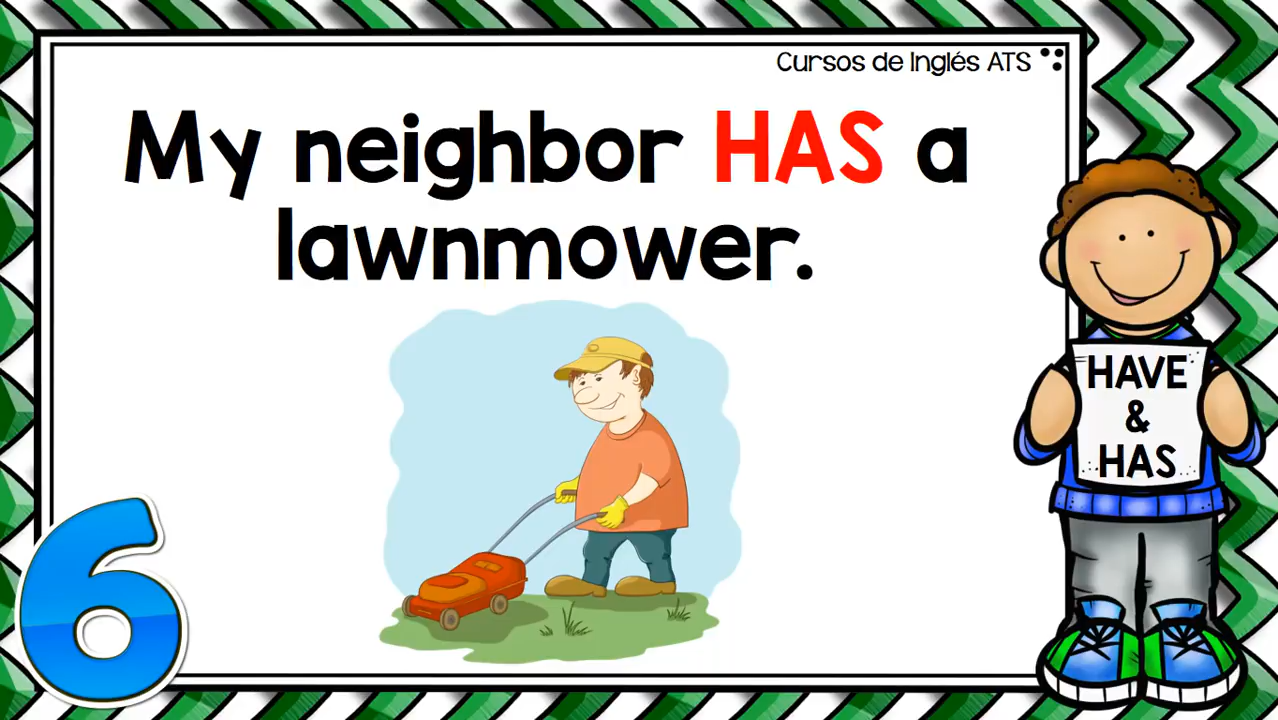 Cursos de Inglés ATS
My neighbor HAS a
lawnmower.
HAVE
&
HAS
6